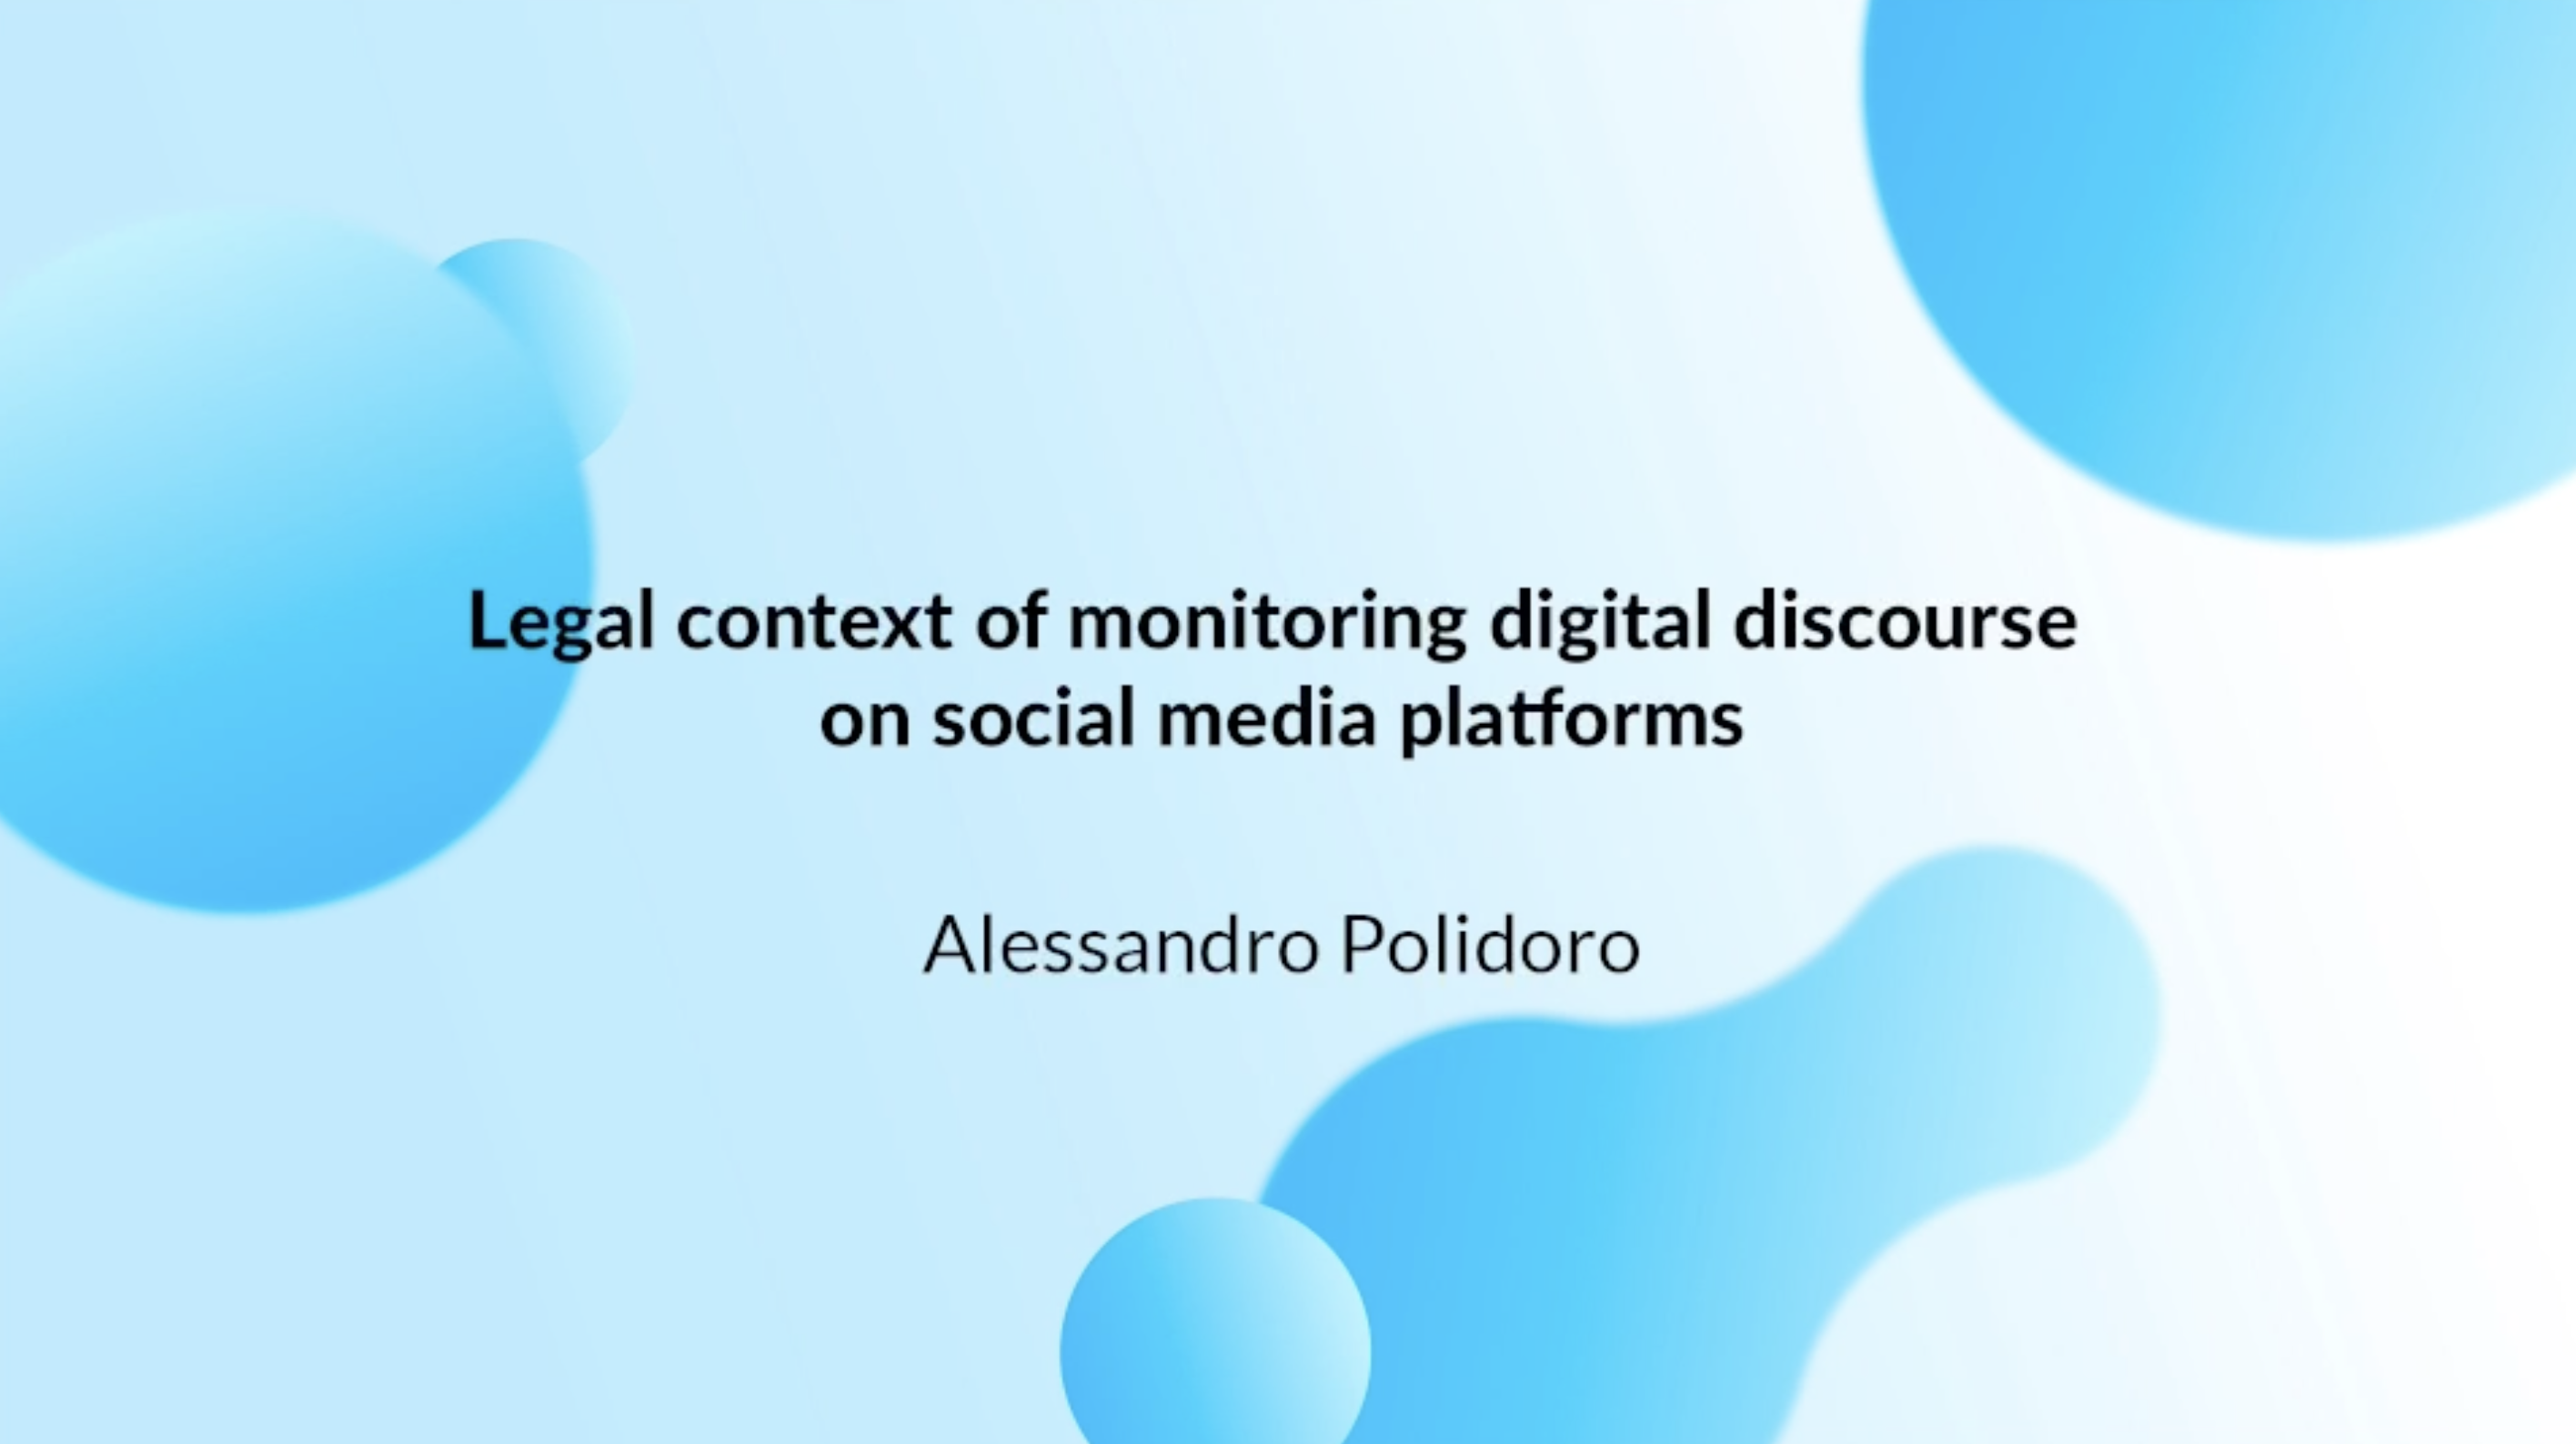 Legal context of monitoring digital discourse
on social media platforms
Alessandro Polidoro